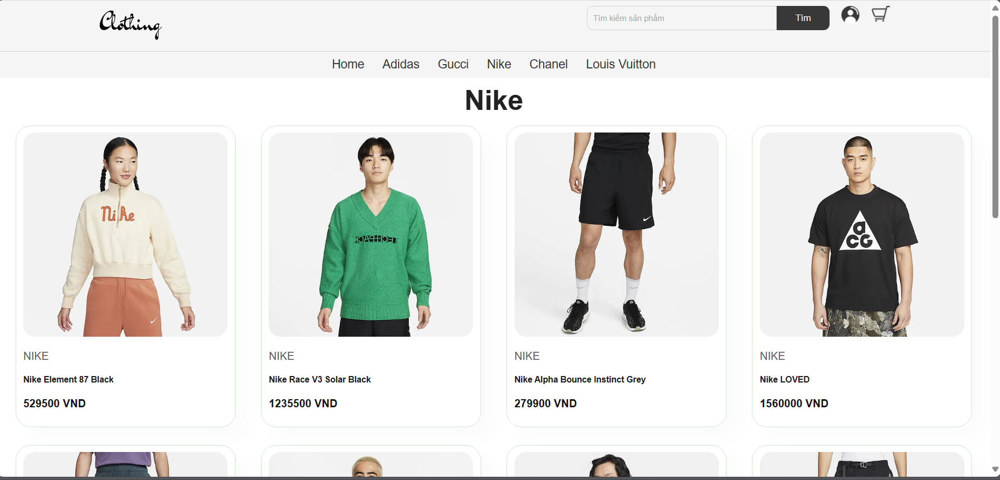 Clothing
Tìm kiếm sản phẩm
Tìm
Home Adidas Gucci Nike Chanel Louis Vuitton
Nike
Nike
aCG
NIKE
Nike Element 87 Black
529500 VND
NIKE
Nike Race V3 Solar Black
1235500 VND
NIKE
Nike Alpha Bounce Instinct Grey
279900 VND
NIKE
Nike LOVED
1560000 VND